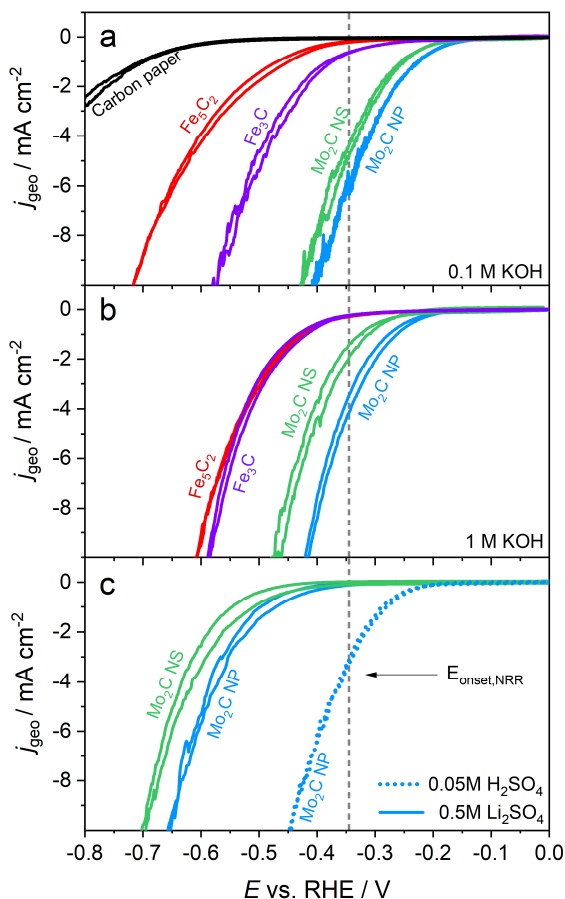 a
0
-2
-4
-6
-8
j_geo / mA cm⁻²
Carbon paper
Fe₅C₂
Fe₃C
Mo₂C NS
Mo₂C NP
0.1 M KOH
b
0
-2
-4
-6
-8
j_geo / mA cm⁻²
Fe₅C₂
Fe₃C
Mo₂C NS
Mo₂C NP
1 M KOH
c
0
-2
-4
-6
-8
j_geo / mA cm⁻²
Mo₂C NS
Mo₂C NP
Mo₂C NP
E_onset,NRR
0.05M H₂SO₄
0.5M Li₂SO₄
-0.8 -0.7 -0.6 -0.5 -0.4 -0.3 -0.2 -0.1 0.0
E vs. RHE / V